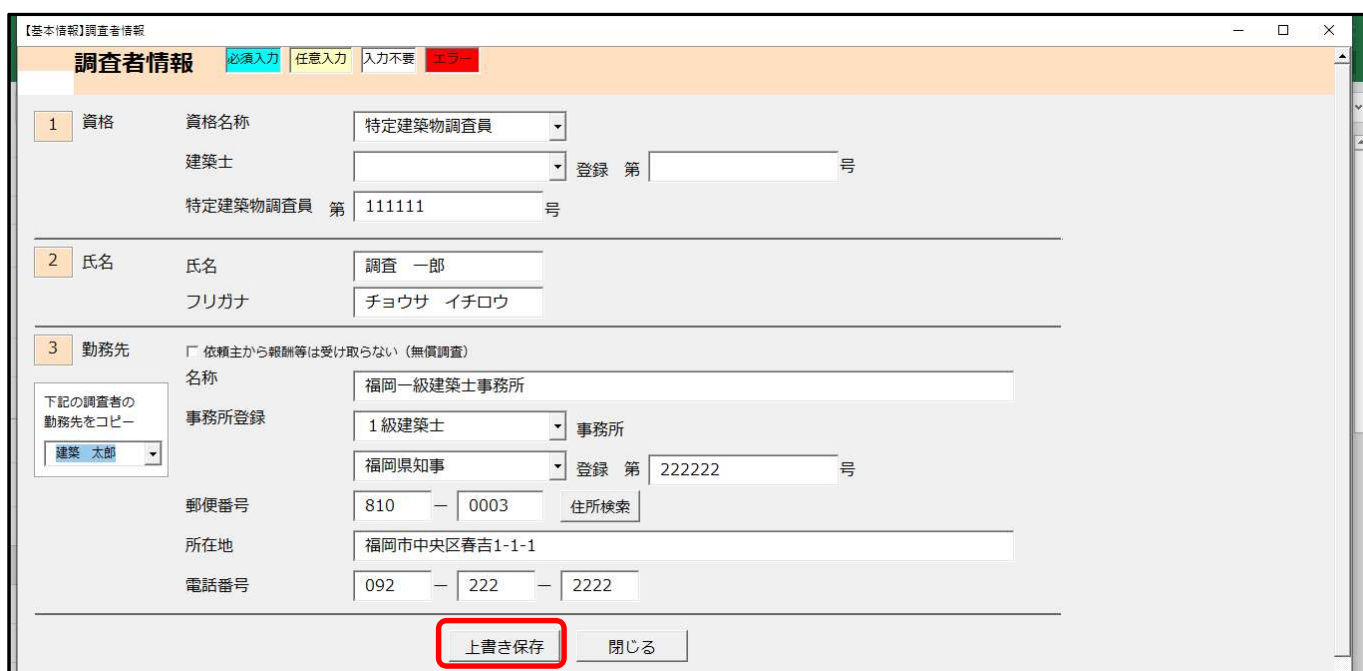 【基本情報】調査者情報
調査者情報 必須入力 任意入力 入力不要 エラー
1 資格 資格名称 特定建築物調査員
建築士 登録 第 号
特定建築物調査員 第 111111 号
2 氏名 氏名 調査 一郎
フリガナ チョウサ イチロウ
3 勤務先 依頼主から報酬等は受け取らない（無償調査）
名称 福岡一級建築士事務所
下記の調査者の
勤務先をコピー
建築 太郎
事務所登録 １級建築士 事務所
福岡県知事 登録 第 222222 号
郵便番号 810 － 0003 住所検索
所在地 福岡市中央区春吉1-1-1
電話番号 092 － 222 － 2222
上書き保存 閉じる